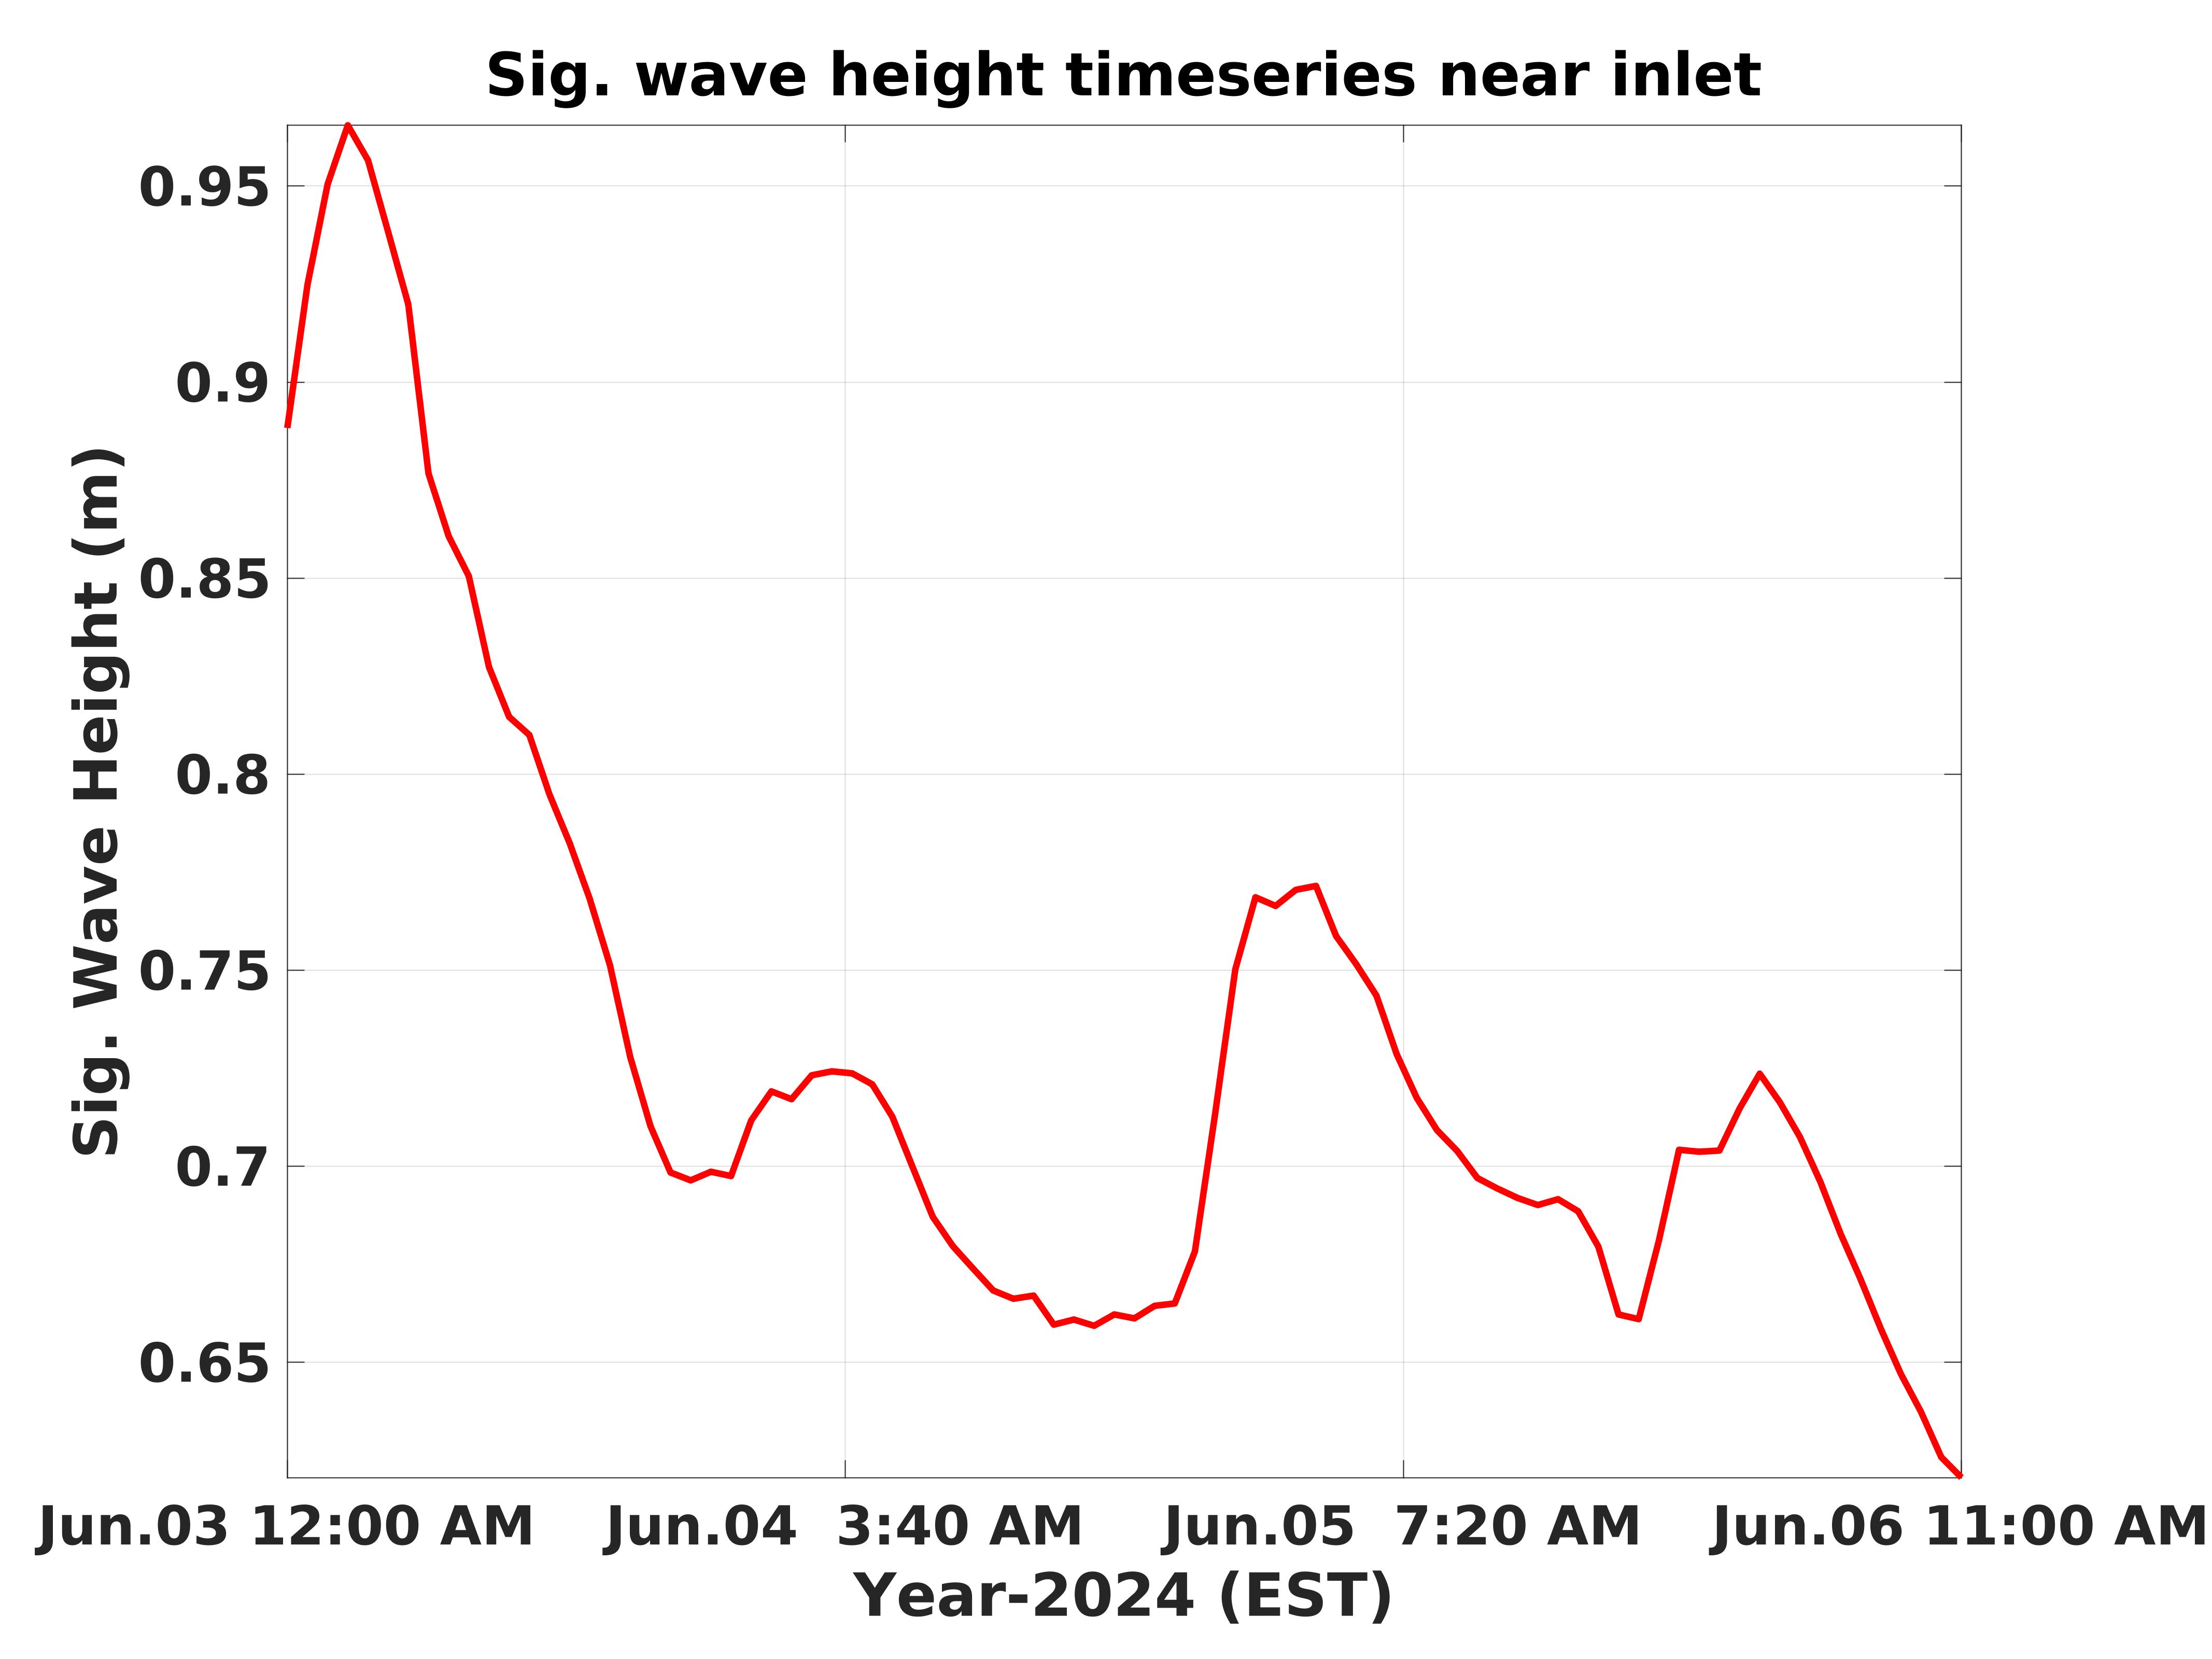 Sig. wave height timeseries near inlet
Sig. Wave Height (m)
0.95
0.9
0.85
0.8
0.75
0.7
0.65
Jun.03 12:00 AM Jun.04 3:40 AM Jun.05 7:20 AM Jun.06 11:00 AM
Year-2024 (EST)